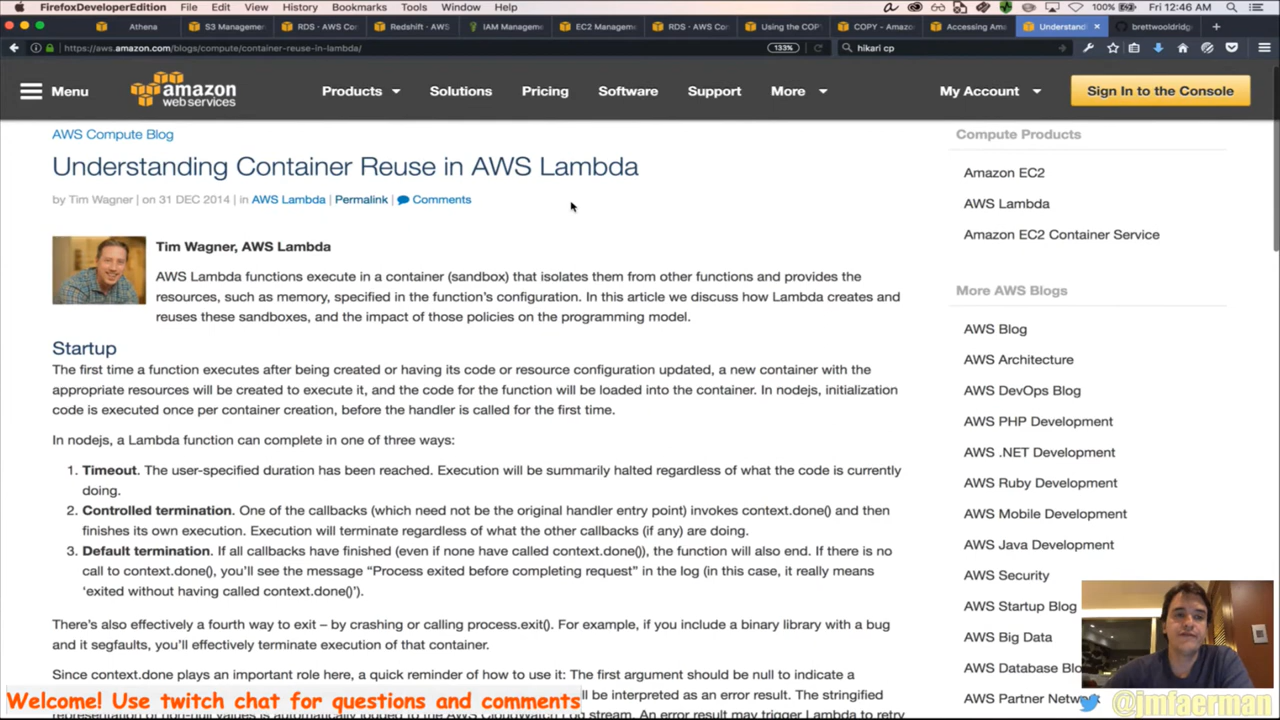 FirefoxDeveloperEdition File Edit View History Bookmarks Tools Window Help 100% Fri 12:46 AM
Athena S3 Management RDS - AWS Co Redshift - AWS IAM Managem EC2 Manage RDS - AWS Con Using the COP COPY - Amazon Accessing Ama Understand brettwooldridg
https://aws.amazon.com/blogs/compute/container-reuse-in-lambda/ 133% hikari cp
Menu amazon web services Products Solutions Pricing Software Support More My Account Sign In to the Console
AWS Compute Blog
Understanding Container Reuse in AWS Lambda
by Tim Wagner | on 31 DEC 2014 | in AWS Lambda | Permalink | Comments
Tim Wagner, AWS Lambda
AWS Lambda functions execute in a container (sandbox) that isolates them from other functions and provides the
resources, such as memory, specified in the function's configuration. In this article we discuss how Lambda creates and
reuses these sandboxes, and the impact of those policies on the programming model.
Startup
The first time a function executes after being created or having its code or resource configuration updated, a new container with the
appropriate resources will be created to execute it, and the code for the function will be loaded into the container. In nodejs, initialization
code is executed once per container creation, before the handler is called for the first time.
In nodejs, a Lambda function can complete in one of three ways:
1. Timeout. The user-specified duration has been reached. Execution will be summarily halted regardless of what the code is currently
doing.
2. Controlled termination. One of the callbacks (which need not be the original handler entry point) invokes context.done() and then
finishes its own execution. Execution will terminate regardless of what the other callbacks (if any) are doing.
3. Default termination. If all callbacks have finished (even if none have called context.done()), the function will also end. If there is no
call to context.done(), you'll see the message “Process exited before completing request” in the log (in this case, it really means
‘exited without having called context.done()’).
There's also effectively a fourth way to exit – by crashing or calling process.exit(). For example, if you include a binary library with a bug
and it segfaults, you'll effectively terminate execution of that container.
Since context.done plays an important role here, a quick reminder of how to use it: The first argument should be null to indicate a
ll be interpreted as an error result. The stringified
representation of non-null values is automatically logged to the AWS CloudWatch Log stream. An error result may trigger Lambda to retry
Compute Products
Amazon EC2
AWS Lambda
Amazon EC2 Container Service
More AWS Blogs
AWS Blog
AWS Architecture
AWS DevOps Blog
AWS PHP Development
AWS .NET Development
AWS Ruby Development
AWS Mobile Development
AWS Java Development
AWS Security
AWS Startup Blog
AWS Big Data
AWS Database Blo
AWS Partner Network
Welcome! Use twitch chat for questions and comments
@jmfaerman